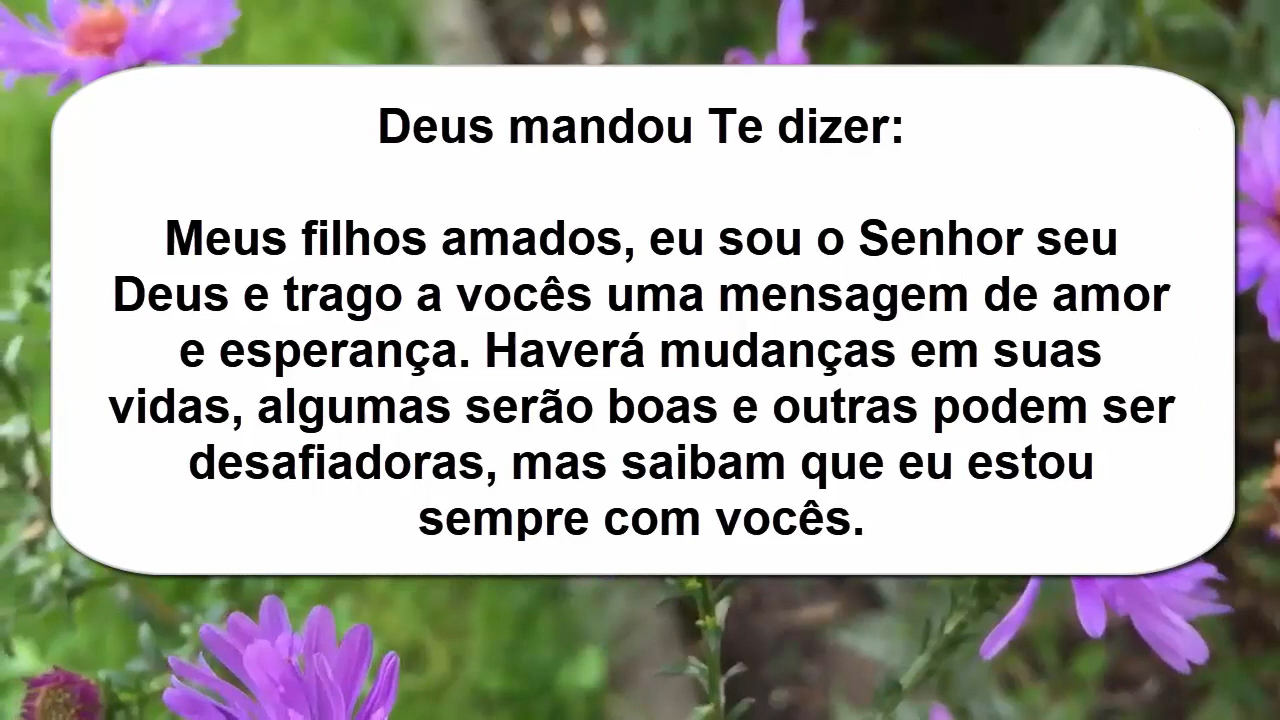 Deus mandou Te dizer:
Meus filhos amados, eu sou o Senhor seu
Deus e trago a vocês uma mensagem de amor
e esperança. Haverá mudanças em suas
vidas, algumas serão boas e outras podem ser
desafiadoras, mas saibam que eu estou
sempre com vocês.